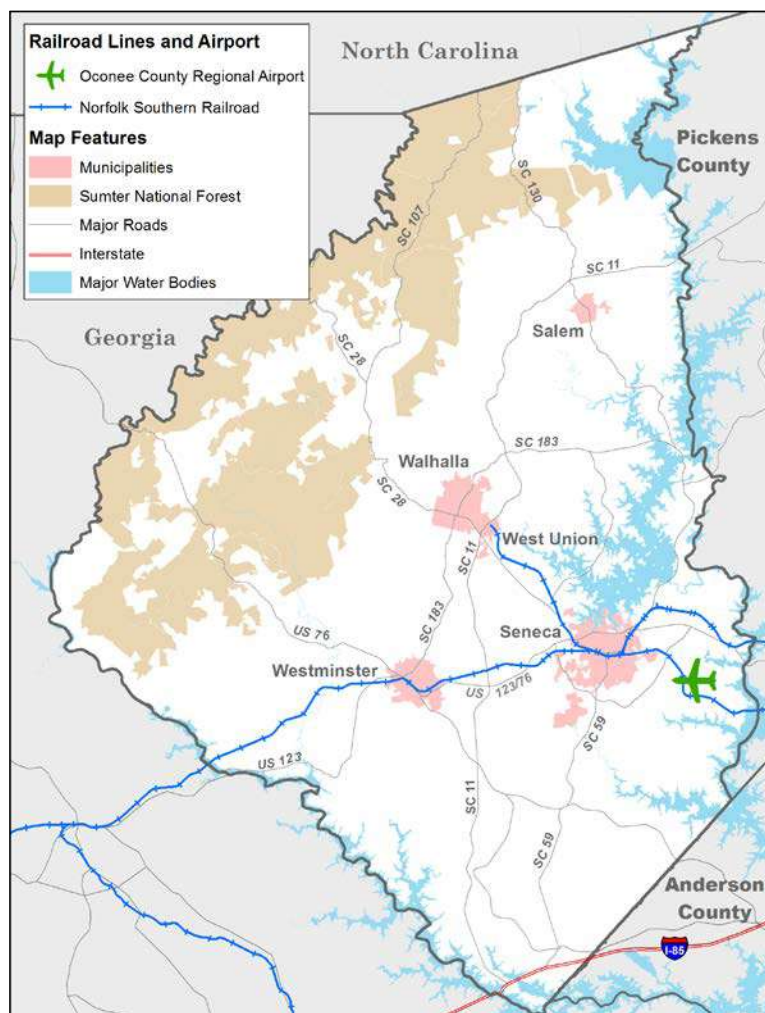 Railroad Lines and Airport
Oconee County Regional Airport
Norfolk Southern Railroad
Map Features
Municipalities
Sumter National Forest
Major Roads
Interstate
Major Water Bodies
North Carolina
Pickens
County
SC 107
SC 130
SC 11
Salem
Georgia
SC 28
SC 183
Walhalla
SC 28
West Union
SC 11
SC 183
US 76
Seneca
Westminster
US 123/76
SC 59
US 123
SC 11
SC 59
Anderson
County
I-85